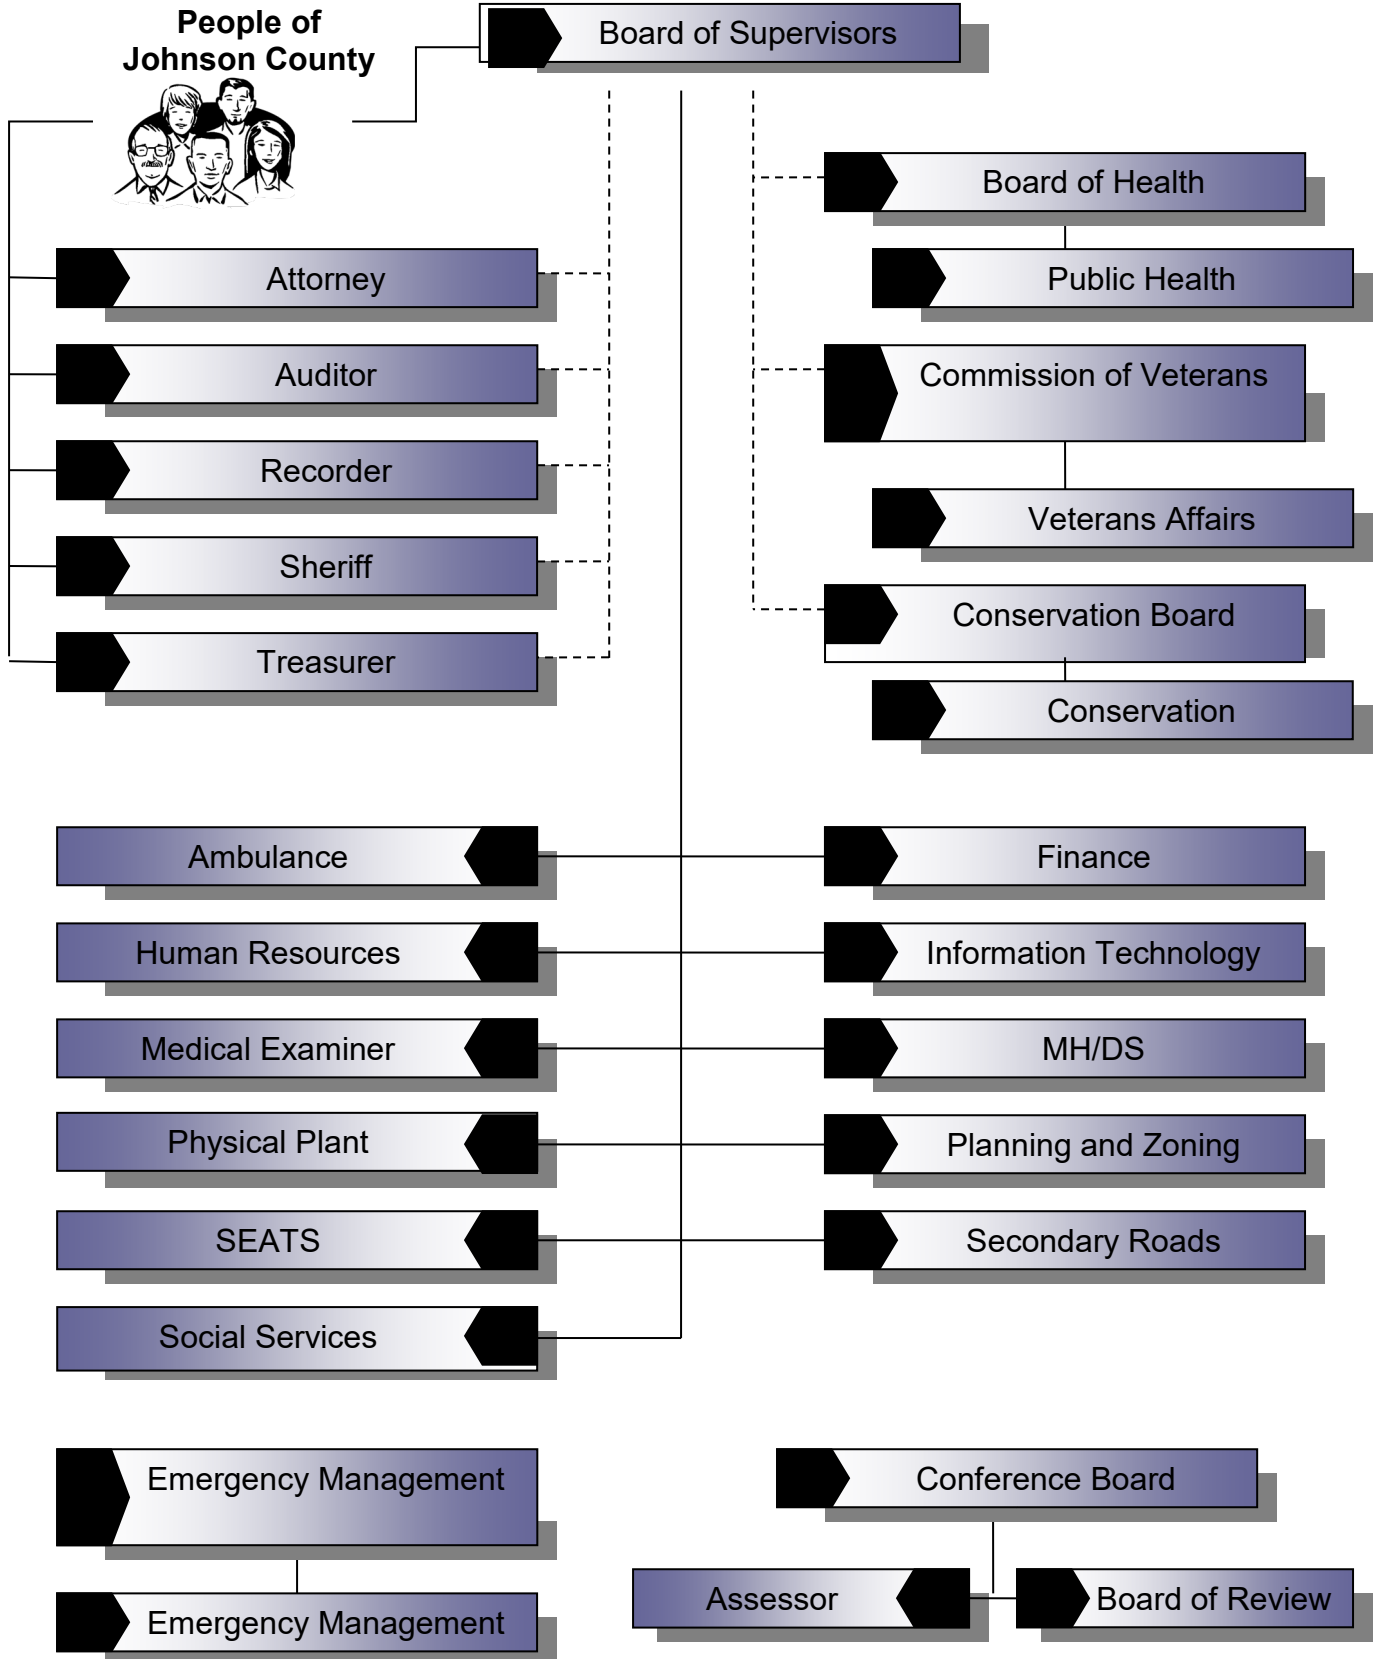 People of
Johnson County
Board of Supervisors
Board of Health
Public Health
Attorney
Auditor
Commission of Veterans
Recorder
Veterans Affairs
Sheriff
Conservation Board
Treasurer
Conservation
Ambulance
Finance
Human Resources
Information Technology
Medical Examiner
MH/DS
Physical Plant
Planning and Zoning
SEATS
Secondary Roads
Social Services
Emergency Management
Conference Board
Emergency Management
Assessor
Board of Review